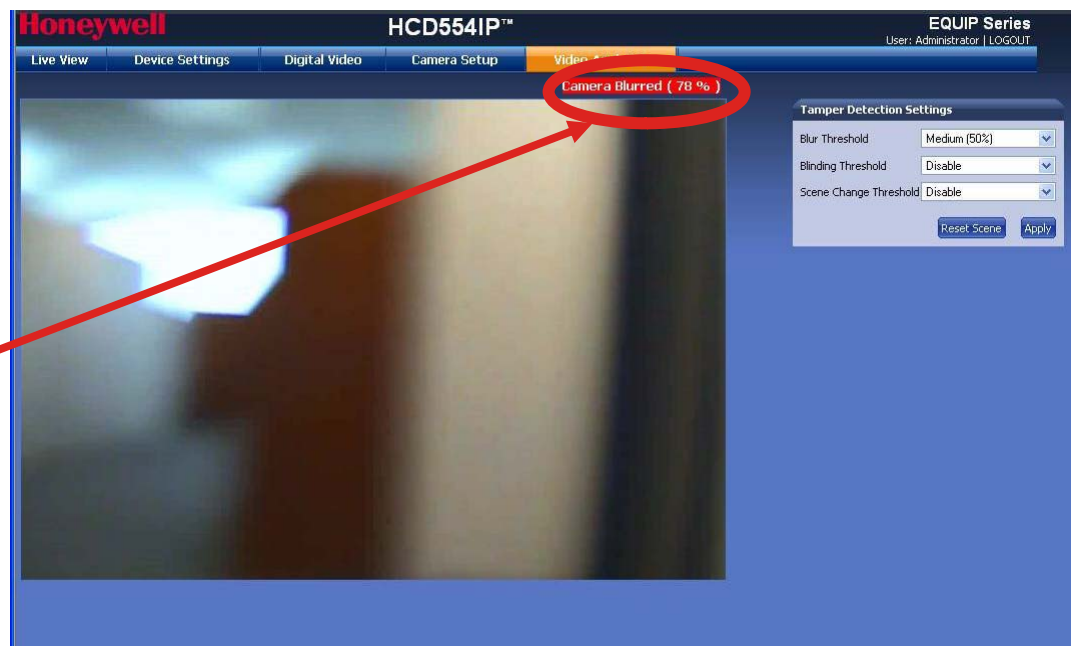 Honeywell
HCD554IP™
EQUIP Series
User: Administrator | LOGOUT
Live View Device Settings Digital Video Camera Setup Video
Camera Blurred ( 78 % )
Tamper Detection Settings
Blur Threshold Medium (50%)
Blinding Threshold Disable
Scene Change Threshold Disable
Reset Scene Apply